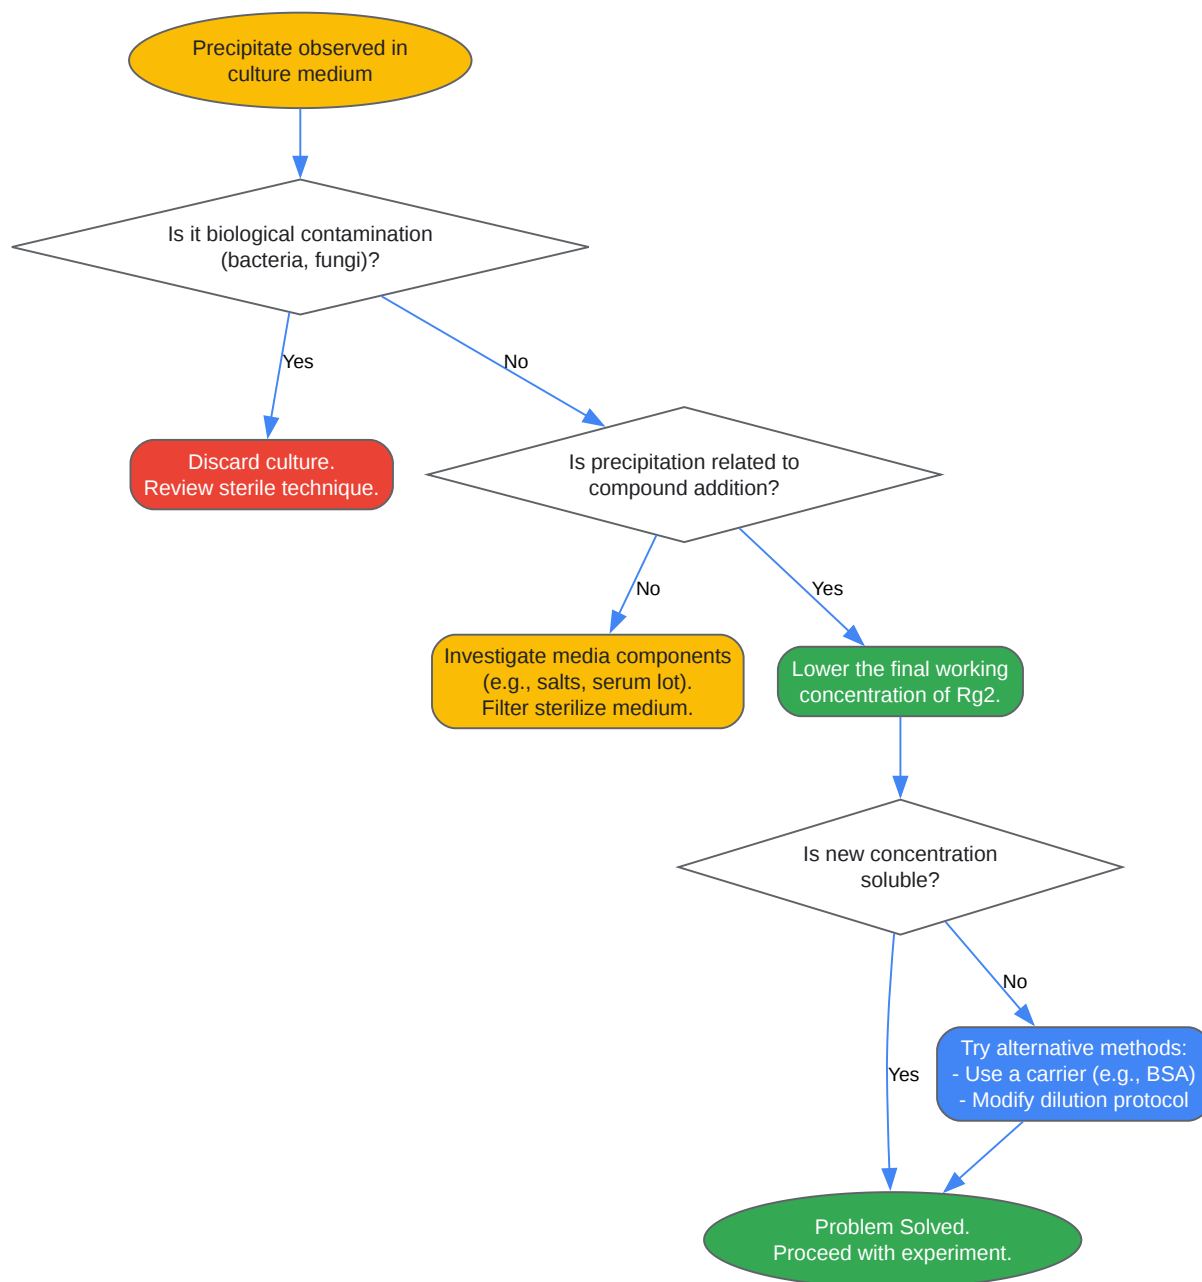 Precipitate observed in
culture medium
Is it biological contamination
(bacteria, fungi)?
Yes
No
Discard culture.
Review sterile technique.
Is precipitation related to
compound addition?
No
Yes
Investigate media components
(e.g., salts, serum lot).
Filter sterilize medium.
Lower the final working
concentration of Rg2.
Is new concentration
soluble?
No
Yes
Try alternative methods:
- Use a carrier (e.g., BSA)
- Modify dilution protocol
Problem Solved.
Proceed with experiment.